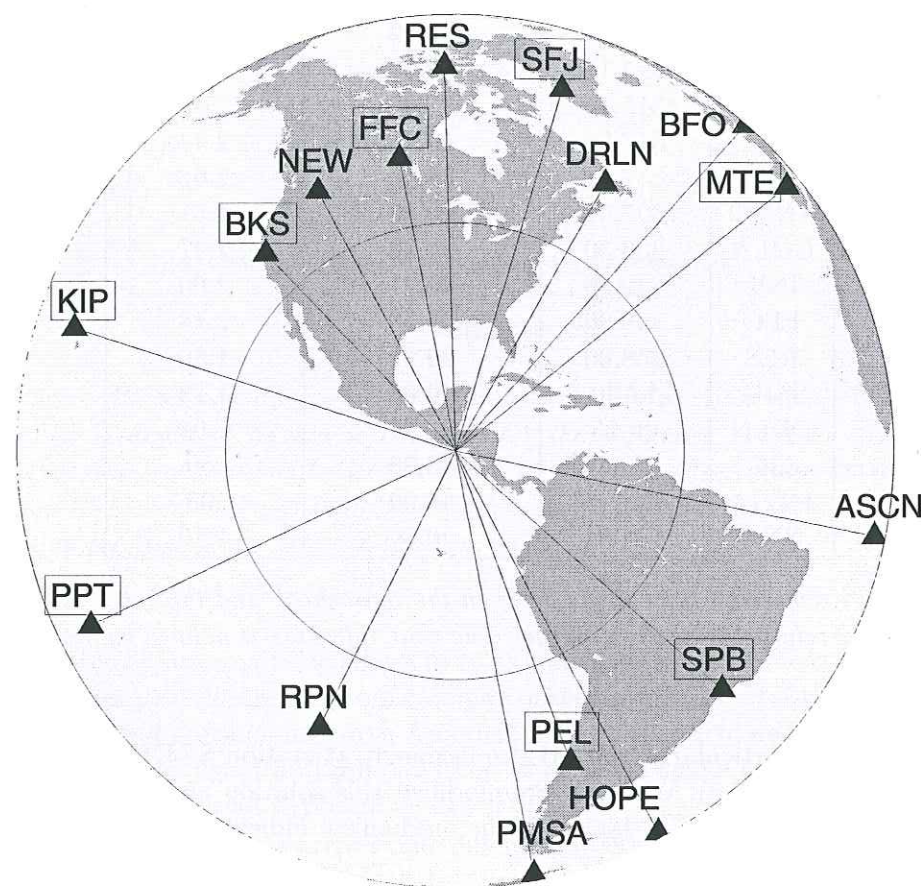 RES
SFJ
FFC
BFO
NEW
DRLN
MTE
BKS
KIP
ASCN
PPT
SPB
RPN
PEL
HOPE
PMSA